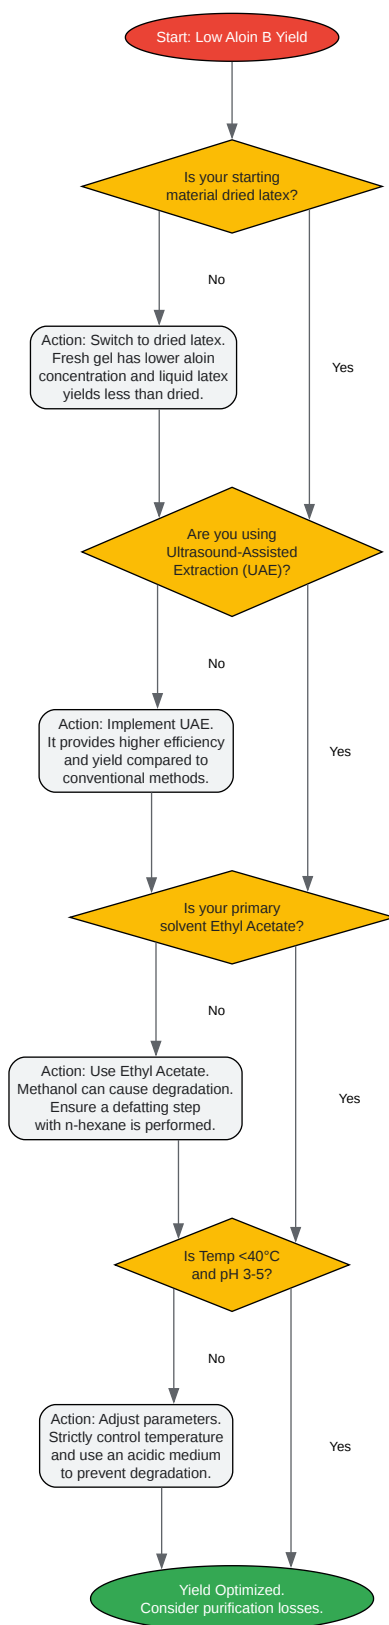 Start: Low Aloin B Yield
Is your starting
material dried latex?
No
Yes
Action: Switch to dried latex.
Fresh gel has lower aloin
concentration and liquid latex
yields less than dried.
Are you using
Ultrasound-Assisted
Extraction (UAE)?
No
Yes
Action: Implement UAE.
It provides higher efficiency
and yield compared to
conventional methods.
Is your primary
solvent Ethyl Acetate?
No
Yes
Action: Use Ethyl Acetate.
Methanol can cause degradation.
Ensure a defatting step
with n-hexane is performed.
Is Temp <40°C
and pH 3-5?
No
Yes
Action: Adjust parameters.
Strictly control temperature
and use an acidic medium
to prevent degradation.
Yield Optimized.
Consider purification losses.